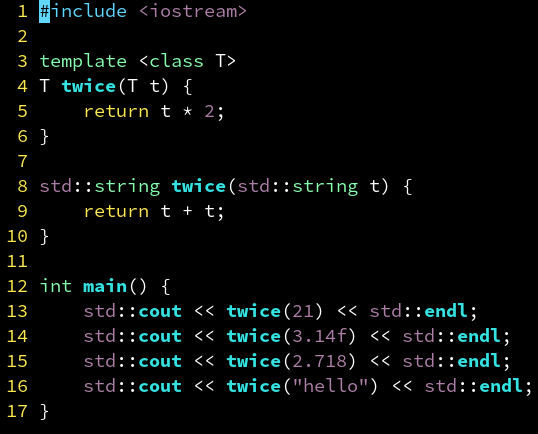 1 #include <iostream>
2
3 template <class T>
4 T twice(T t) {
5     return t * 2;
6 }
7
8 std::string twice(std::string t) {
9     return t + t;
10 }
11
12 int main() {
13     std::cout << twice(21) << std::endl;
14     std::cout << twice(3.14f) << std::endl;
15     std::cout << twice(2.718) << std::endl;
16     std::cout << twice("hello") << std::endl;
17 }